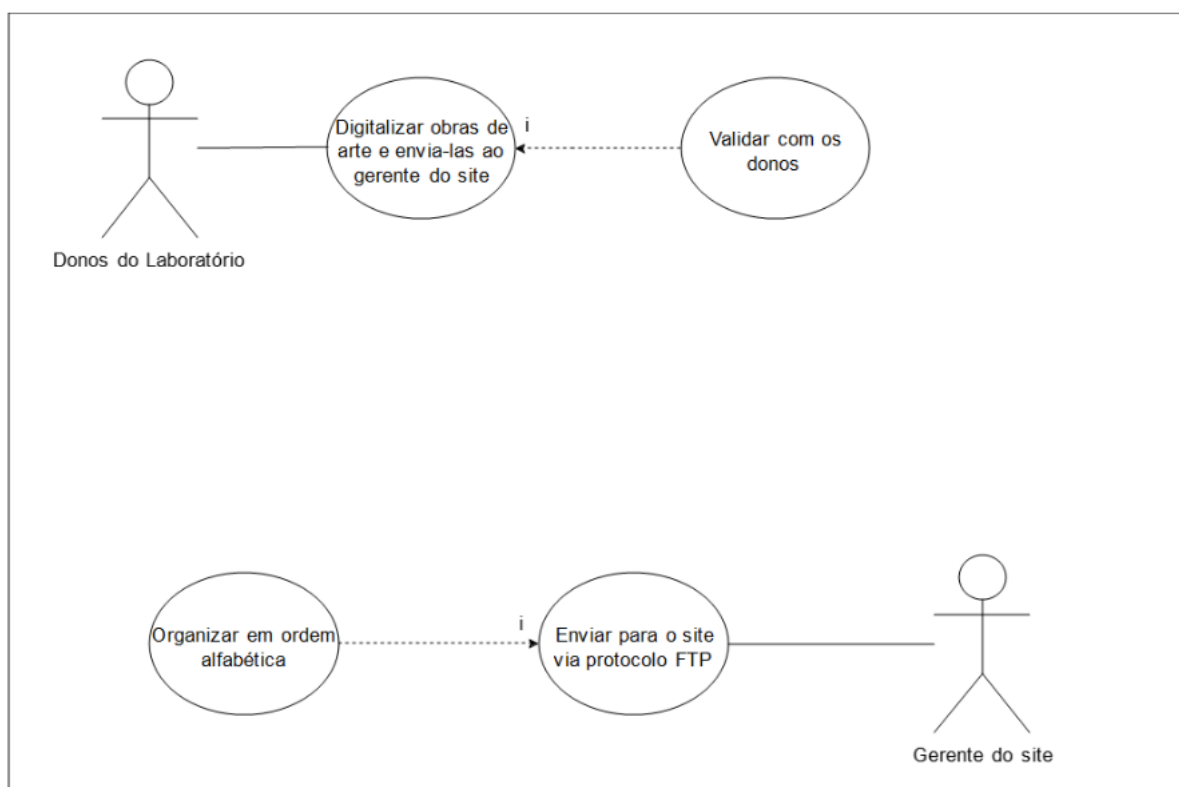 Digitalizar obras de
arte e envia-las ao
gerente do site
i
Validar com os
donos
Donos do Laboratório
Organizar em ordem
alfabética
i
Enviar para o site
via protocolo FTP
Gerente do site